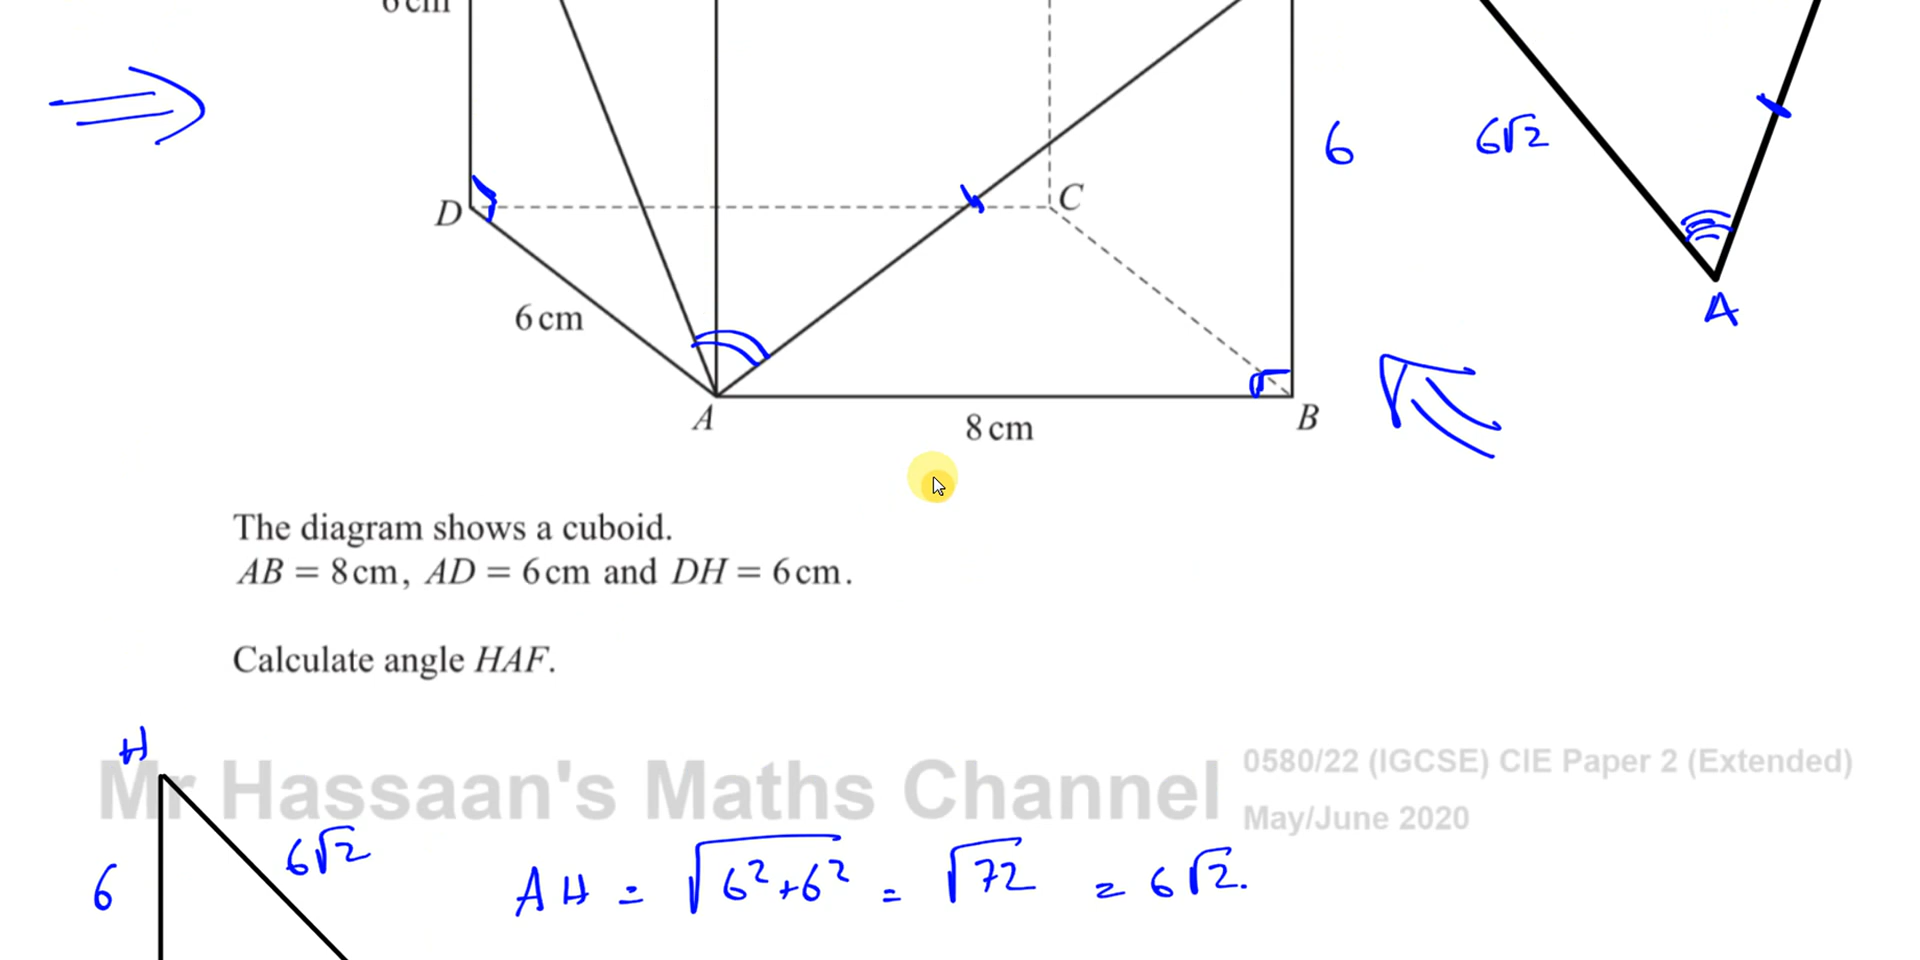 6 cm
6
6√2
D
C
6 cm
A
A
B
8 cm
The diagram shows a cuboid.
AB = 8 cm, AD = 6 cm and DH = 6 cm.
Calculate angle HAF.
H
Mr Hassaan's Maths Channel
0580/22 (IGCSE) CIE Paper 2 (Extended)
May/June 2020
6√2
6
AH = √6²+6² = √72 = 6√2.